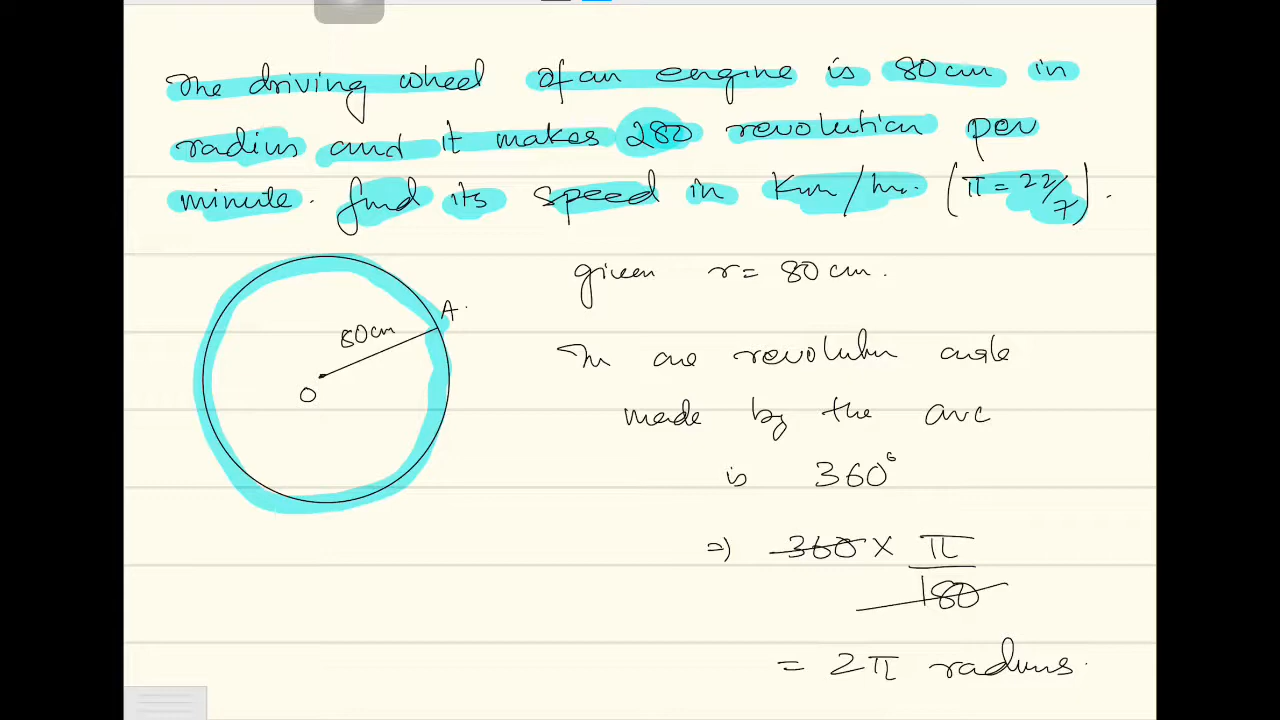 The driving wheel of an engine is 80cm in
radius and it makes 280 revolution per
minute. find its speed in Km/hr. (π = 22/7).
given r = 80 cm.
A
80cm
O
In one revolution angle
made by the arc
is 360°
=) 360 × π/180
= 2π radians.